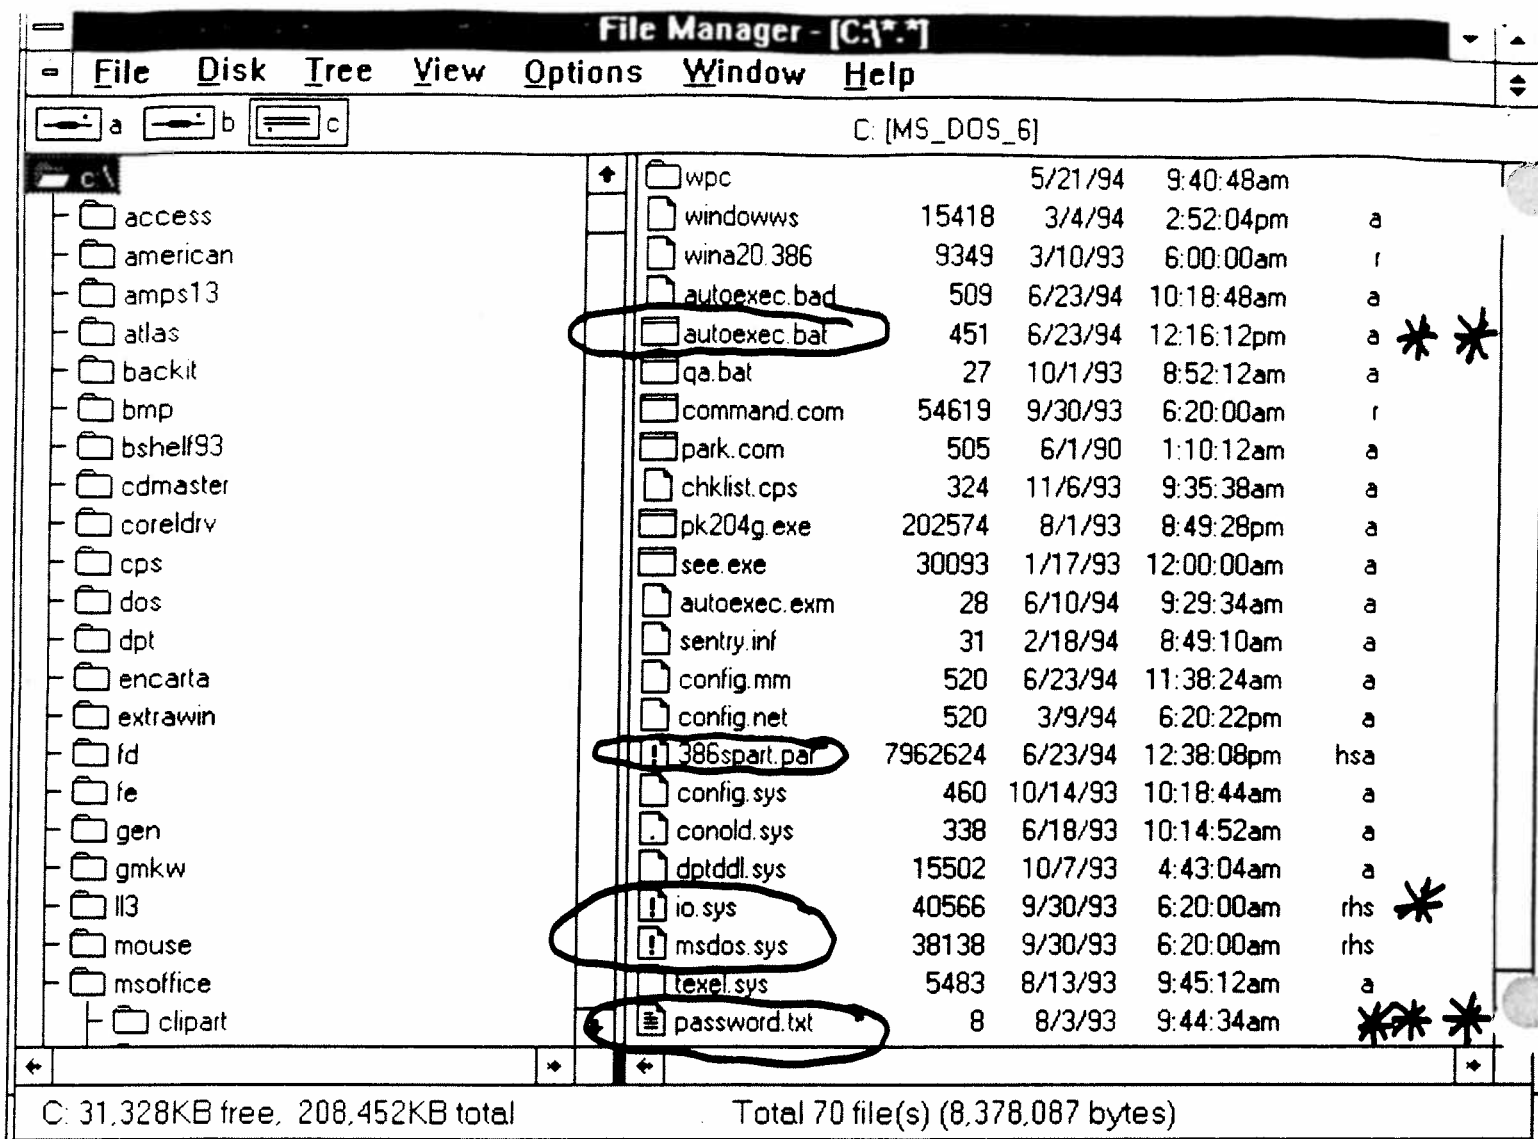 File Manager - [C:\*.*]
File Disk Tree View Options Window Help
a b c
C: [MS_DOS_6]
c:\
access
american
amps13
atlas
backit
bmp
bshelf93
cdmaster
coreldrv
cps
dos
dpt
encarta
extrawin
fd
fe
gen
gmkw
ll3
mouse
msoffice
clipart
wpc 5/21/94 9:40:48am
windowws 15418 3/4/94 2:52:04pm a
wina20.386 9349 3/10/93 6:00:00am r
autoexec.bad 509 6/23/94 10:18:48am a
autoexec.bat 451 6/23/94 12:16:12pm a
qa.bat 27 10/1/93 8:52:12am a
command.com 54619 9/30/93 6:20:00am r
park.com 505 6/1/90 1:10:12am a
chklist.cps 324 11/6/93 9:35:38am a
pk204g.exe 202574 8/1/93 8:49:28pm a
see.exe 30093 1/17/93 12:00:00am a
autoexec.exm 28 6/10/94 9:29:34am a
sentry.inf 31 2/18/94 8:49:10am a
config.mm 520 6/23/94 11:38:24am a
config.net 520 3/9/94 6:20:22pm a
386spart.par 7962624 6/23/94 12:38:08pm hsa
config.sys 460 10/14/93 10:18:44am a
conold.sys 338 6/18/93 10:14:52am a
dptddl.sys 15502 10/7/93 4:43:04am a
io.sys 40566 9/30/93 6:20:00am rhs
msdos.sys 38138 9/30/93 6:20:00am rhs
texel.sys 5483 8/13/93 9:45:12am a
password.txt 8 8/3/93 9:44:34am
C: 31,328KB free, 208,452KB total
Total 70 file(s) (8,378,087 bytes)